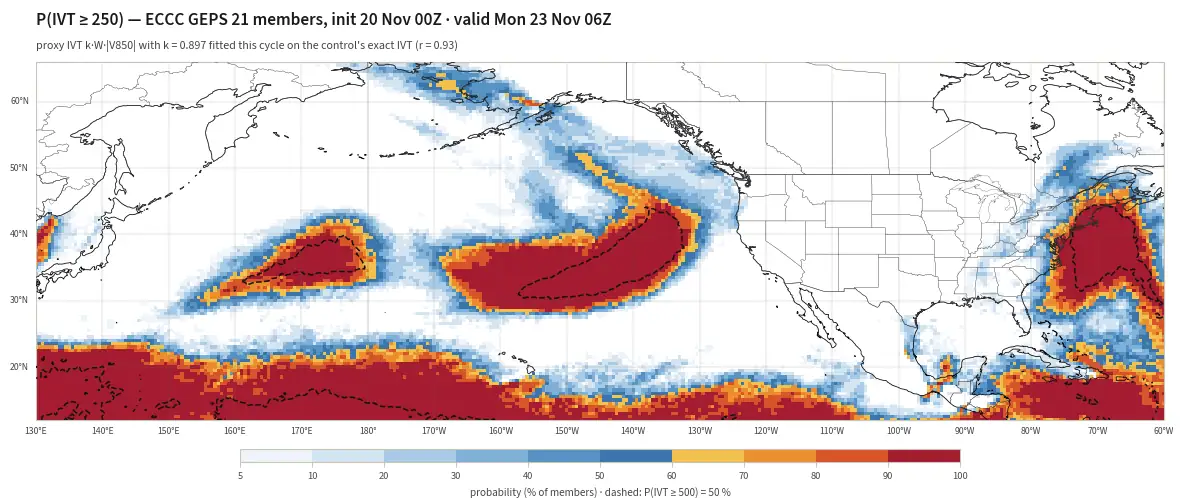 P(IVT ≥ 250) — ECCC GEPS 21 members, init 20 Nov 00Z · valid Mon 23 Nov 06Z
proxy IVT k·W·|V850| with k = 0.897 fitted this cycle on the control's exact IVT (r = 0.93)
60°N
50°N
40°N
30°N
20°N
130°E 140°E 150°E 160°E 170°E 180° 170°W 160°W 150°W 140°W 130°W 120°W 110°W 100°W 90°W 80°W 70°W 60°W
5 10 20 30 40 50 60 70 80 90 100
probability (% of members) · dashed: P(IVT ≥ 500) = 50 %